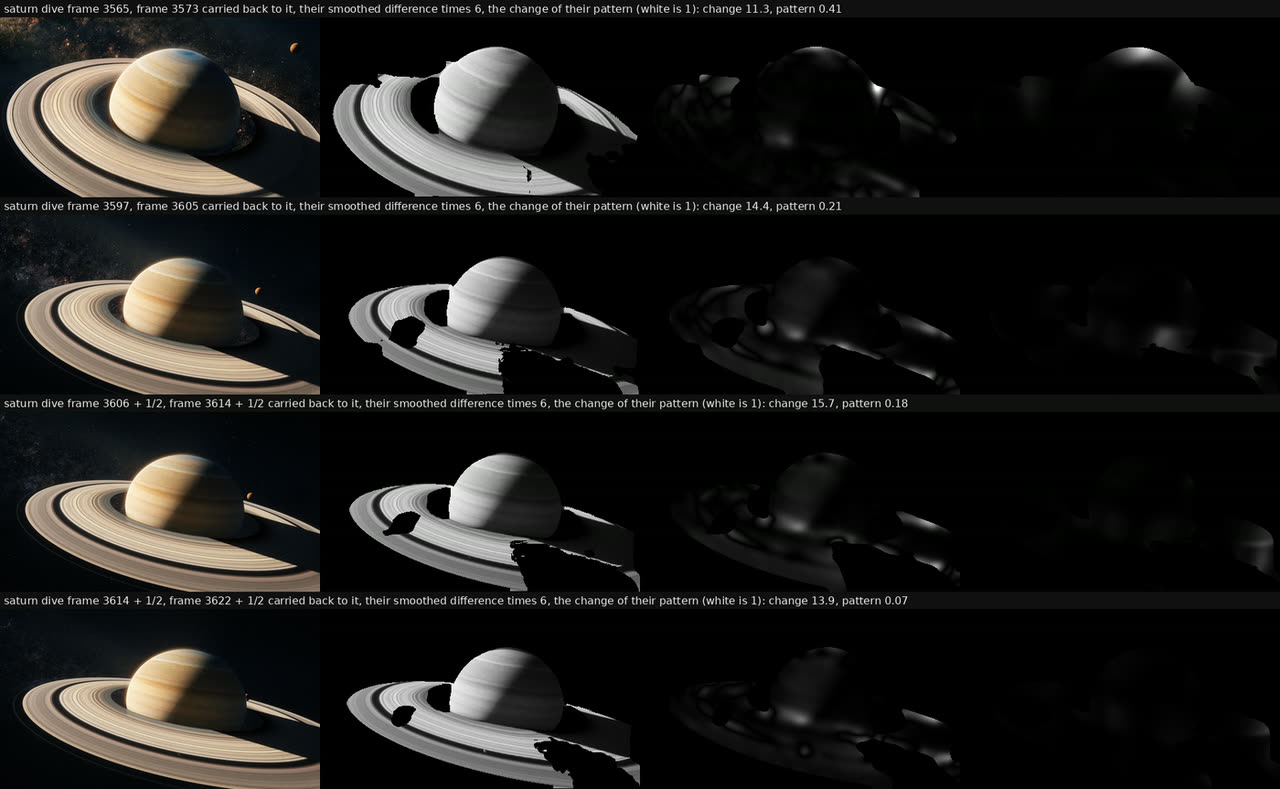 saturn dive frame 3565, frame 3573 carried back to it, their smoothed difference times 6, the change of their pattern (white is 1): change 11.3, pattern 0.41
saturn dive frame 3597, frame 3605 carried back to it, their smoothed difference times 6, the change of their pattern (white is 1): change 14.4, pattern 0.21
saturn dive frame 3606 + 1/2, frame 3614 + 1/2 carried back to it, their smoothed difference times 6, the change of their pattern (white is 1): change 15.7, pattern 0.18
saturn dive frame 3614 + 1/2, frame 3622 + 1/2 carried back to it, their smoothed difference times 6, the change of their pattern (white is 1): change 13.9, pattern 0.07